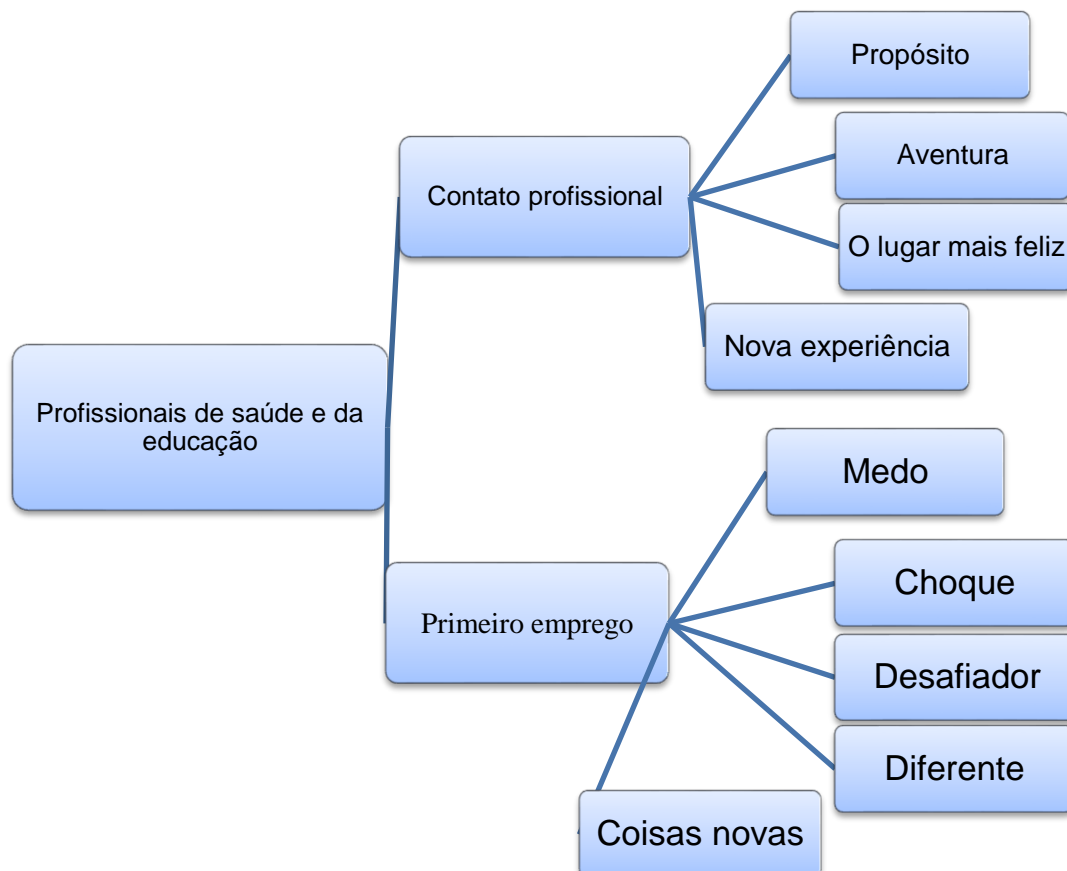 Propósito
Aventura
Contato profissional
O lugar mais feliz
Nova experiência
Profissionais de saúde e da
educação
Medo
Choque
Primeiro emprego
Desafiador
Diferente
Coisas novas